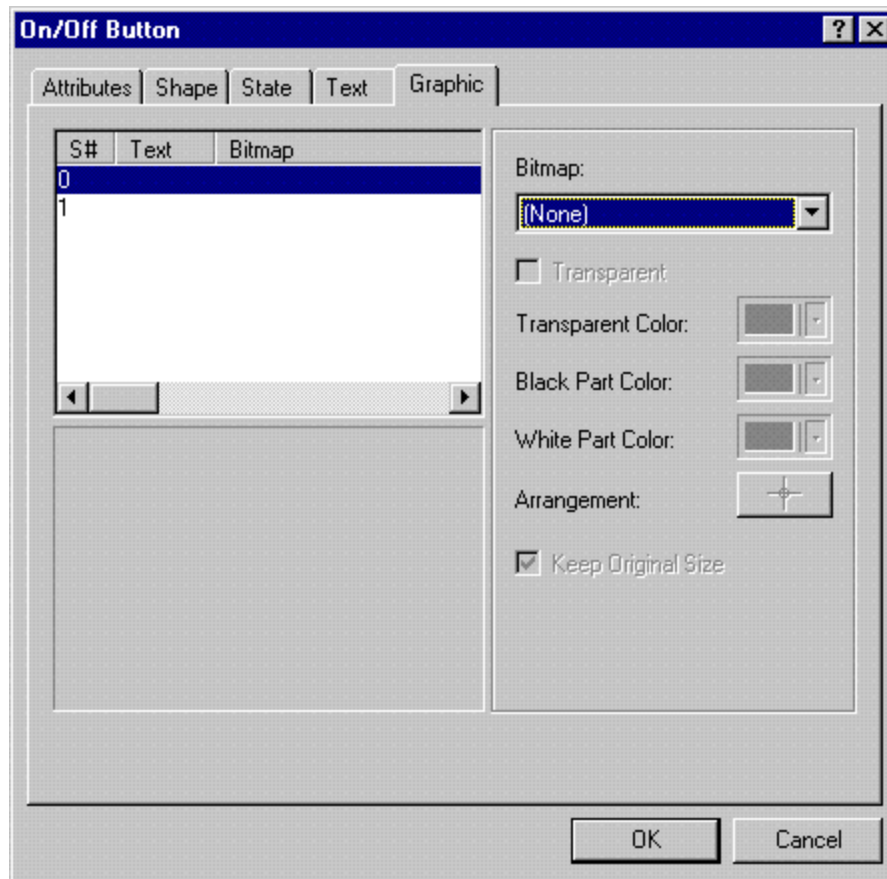 On/Off Button
Attributes Shape State Text Graphic
S# Text Bitmap
0
1
Bitmap:
(None)
Transparent
Transparent Color:
Black Part Color:
White Part Color:
Arrangement:
Keep Original Size
OK Cancel